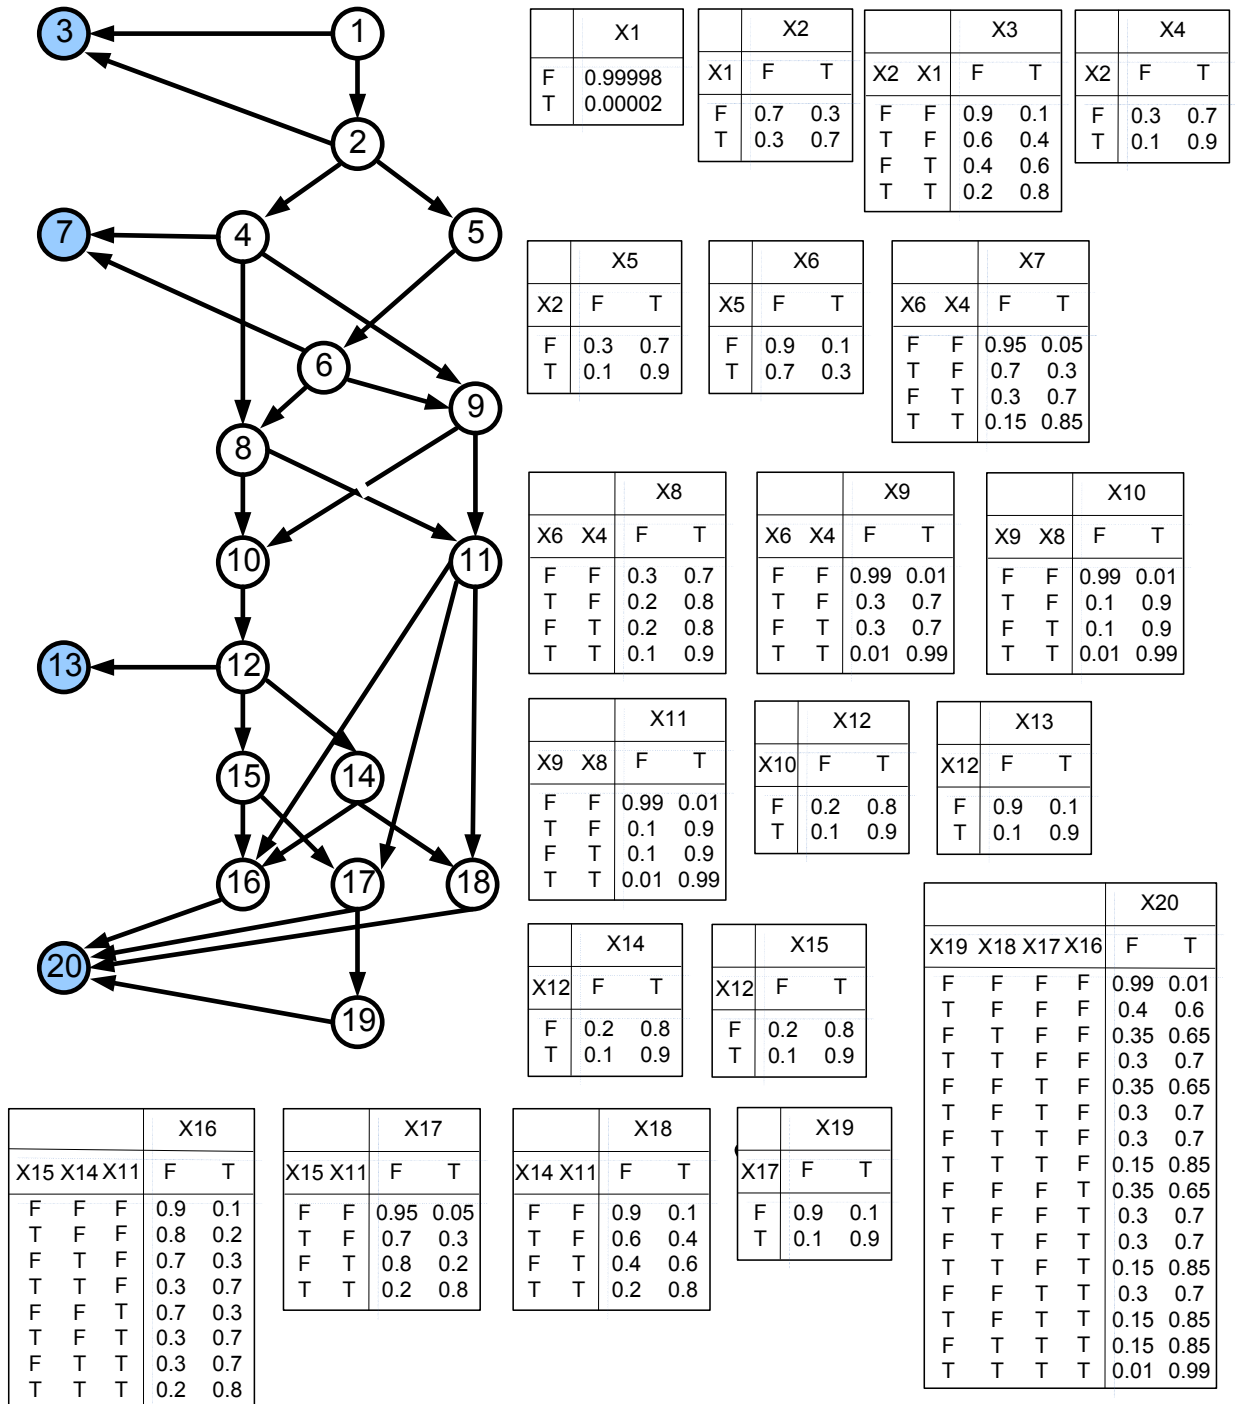 3
1
2
7
4
5
6
9
8
10
11
13
12
15
14
16
17
18
20
19
X1
F 0.99998
T 0.00002
X2
X1 F T
F 0.7 0.3
T 0.3 0.7
X3
X2 X1 F T
F F 0.9 0.1
T F 0.6 0.4
F T 0.4 0.6
T T 0.2 0.8
X4
X2 F T
F 0.3 0.7
T 0.1 0.9
X5
X2 F T
F 0.3 0.7
T 0.1 0.9
X6
X5 F T
F 0.9 0.1
T 0.7 0.3
X7
X6 X4 F T
F F 0.95 0.05
T F 0.7 0.3
F T 0.3 0.7
T T 0.15 0.85
X8
X6 X4 F T
F F 0.3 0.7
T F 0.2 0.8
F T 0.2 0.8
T T 0.1 0.9
X9
X6 X4 F T
F F 0.99 0.01
T F 0.3 0.7
F T 0.3 0.7
T T 0.01 0.99
X10
X9 X8 F T
F F 0.99 0.01
T F 0.1 0.9
F T 0.1 0.9
T T 0.01 0.99
X11
X9 X8 F T
F F 0.99 0.01
T F 0.1 0.9
F T 0.1 0.9
T T 0.01 0.99
X12
X10 F T
F 0.2 0.8
T 0.1 0.9
X13
X12 F T
F 0.9 0.1
T 0.1 0.9
X14
X12 F T
F 0.2 0.8
T 0.1 0.9
X15
X12 F T
F 0.2 0.8
T 0.1 0.9
X20
X19 X18 X17 X16 F T
F F F F 0.99 0.01
T F F F 0.4 0.6
F T F F 0.35 0.65
T T F F 0.3 0.7
F F T F 0.35 0.65
T F T F 0.3 0.7
F T T F 0.3 0.7
T T T F 0.15 0.85
F F F T 0.35 0.65
T F F T 0.3 0.7
F T F T 0.3 0.7
T T F T 0.15 0.85
F F T T 0.3 0.7
T F T T 0.15 0.85
F T T T 0.15 0.85
T T T T 0.01 0.99
X16
X15 X14 X11 F T
F F F 0.9 0.1
T F F 0.8 0.2
F T F 0.7 0.3
T T F 0.3 0.7
F F T 0.7 0.3
T F T 0.3 0.7
F T T 0.3 0.7
T T T 0.2 0.8
X17
X15 X11 F T
F F 0.95 0.05
T F 0.7 0.3
F T 0.8 0.2
T T 0.2 0.8
X18
X14 X11 F T
F F 0.9 0.1
T F 0.6 0.4
F T 0.4 0.6
T T 0.2 0.8
X19
X17 F T
F 0.9 0.1
T 0.1 0.9